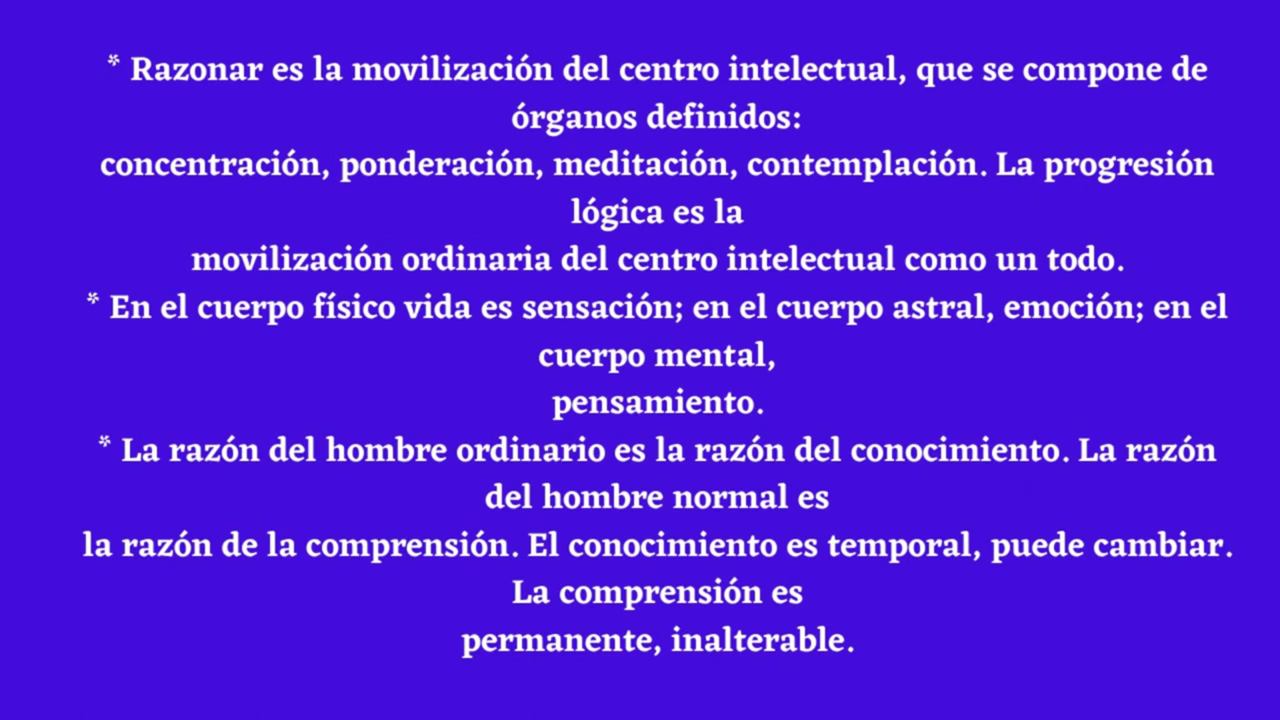 * Razonar es la movilización del centro intelectual, que se compone de
órganos definidos:
concentración, ponderación, meditación, contemplación. La progresión
lógica es la
movilización ordinaria del centro intelectual como un todo.
* En el cuerpo físico vida es sensación; en el cuerpo astral, emoción; en el
cuerpo mental,
pensamiento.
* La razón del hombre ordinario es la razón del conocimiento. La razón
del hombre normal es
la razón de la comprensión. El conocimiento es temporal, puede cambiar.
La comprensión es
permanente, inalterable.